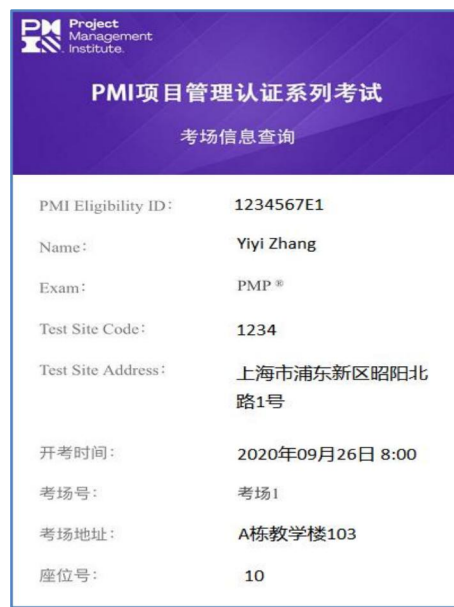 Project
Management
Institute.
PMI项目管理认证系列考试
考场信息查询
PMI Eligibility ID: 1234567E1
Name: Yiyi Zhang
Exam: PMP ®
Test Site Code: 1234
Test Site Address: 上海市浦东新区昭阳北
路1号
开考时间: 2020年09月26日 8:00
考场号: 考场1
考场地址: A栋教学楼103
座位号: 10